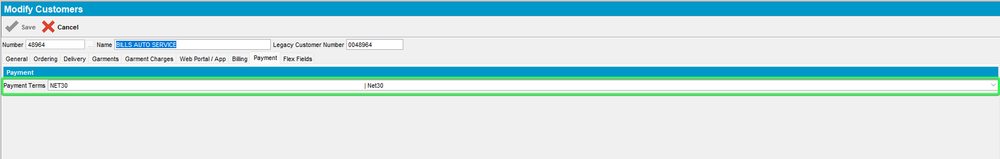 Modify Customers
Save Cancel
Number 48964 ... Name BILLS AUTO SERVICE Legacy Customer Number 0048964
General Ordering Delivery Garments Garment Charges Web Portal / App Billing Payment Flex Fields
Payment
Payment Terms NET30 | Net30